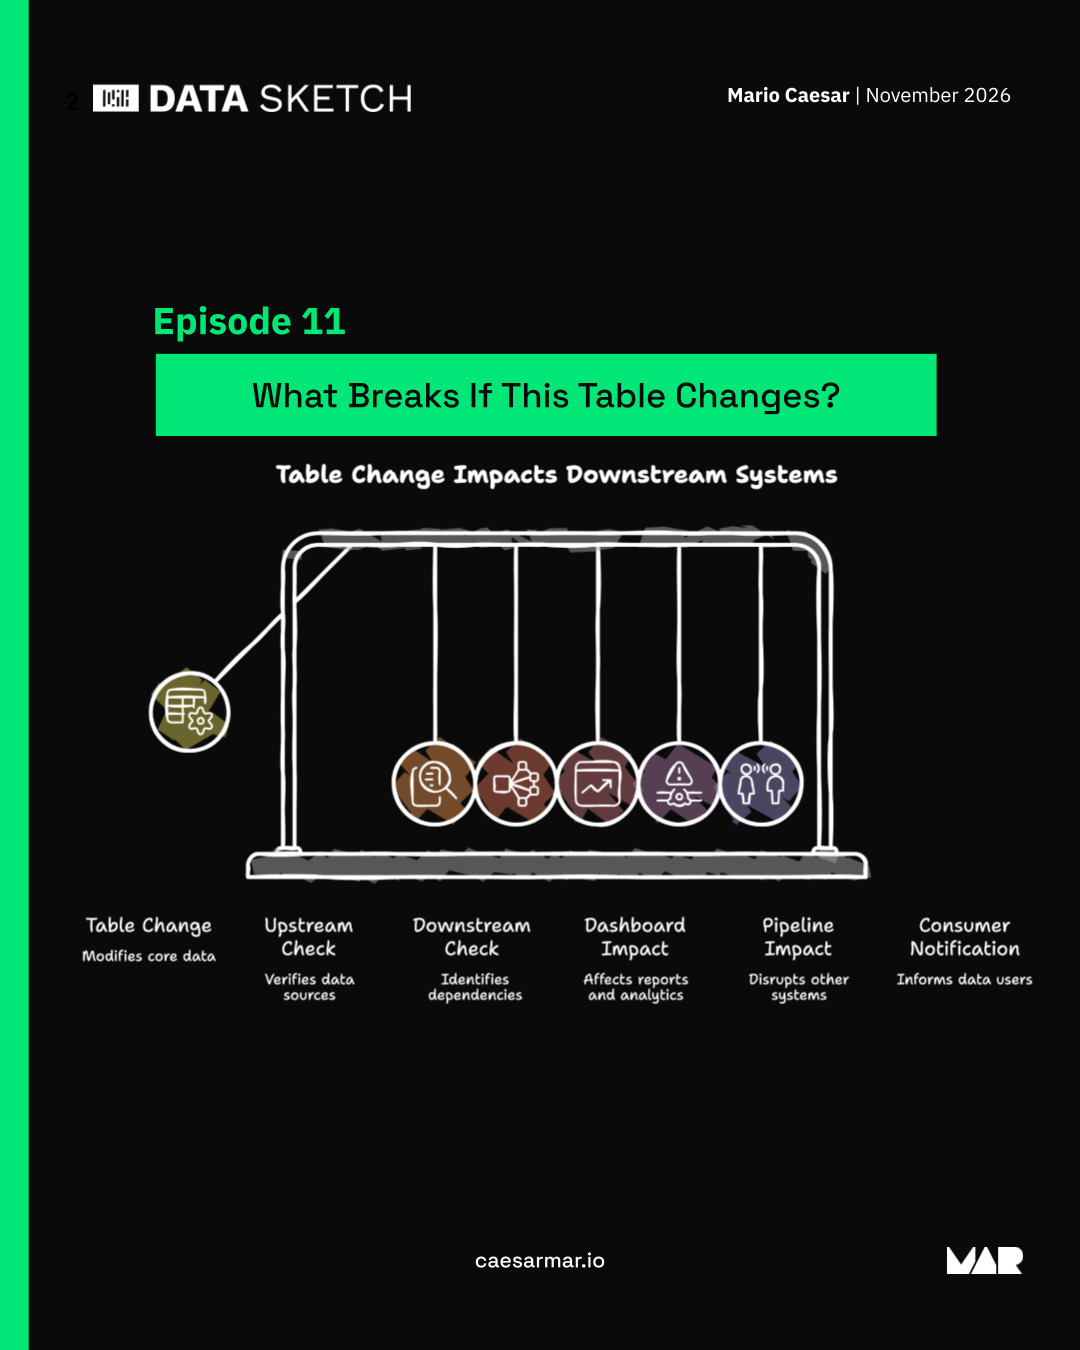 2 DATA SKETCH
Mario Caesar | November 2026
Episode 11
What Breaks If This Table Changes?
Table Change Impacts Downstream Systems
Table Change
Modifies core data
Upstream
Check
Verifies data
sources
Downstream
Check
Identifies
dependencies
Dashboard
Impact
Affects reports
and analytics
Pipeline
Impact
Disrupts other
systems
Consumer
Notification
Informs data users
caesarmar.io
MAR